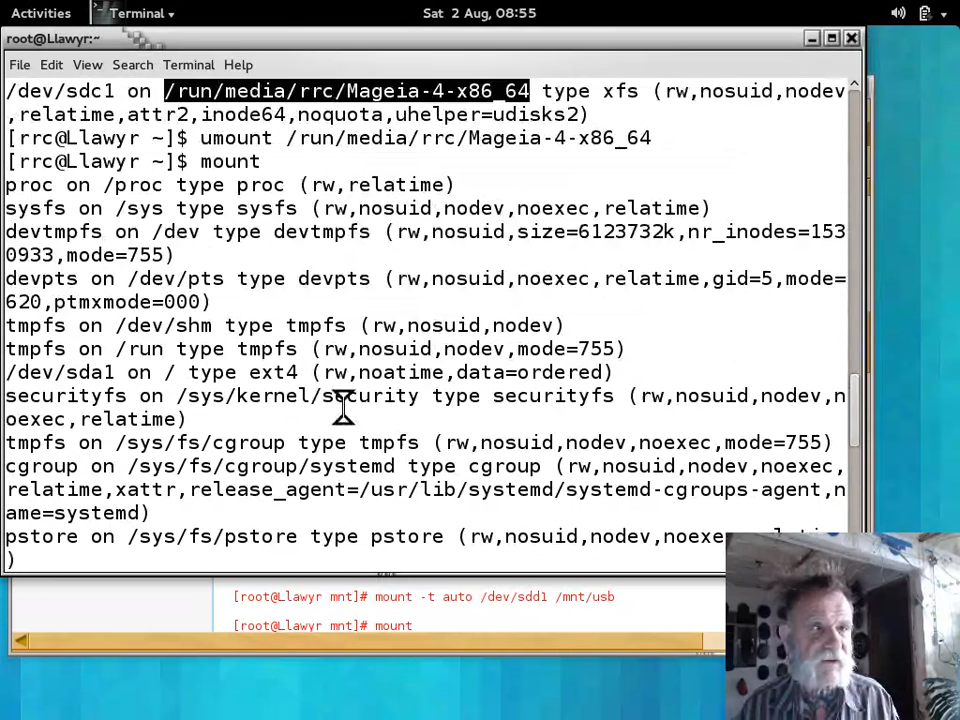 Activities Terminal Sat 2 Aug, 08:55
root@Llawyr:~
File Edit View Search Terminal Help
/dev/sdc1 on /run/media/rrc/Mageia-4-x86_64 type xfs (rw,nosuid,nodev
,relatime,attr2,inode64,noquota,uhelper=udisks2)
[rrc@Llawyr ~]$ umount /run/media/rrc/Mageia-4-x86_64
[rrc@Llawyr ~]$ mount
proc on /proc type proc (rw,relatime)
sysfs on /sys type sysfs (rw,nosuid,nodev,noexec,relatime)
devtmpfs on /dev type devtmpfs (rw,nosuid,size=6123732k,nr_inodes=153
0933,mode=755)
devpts on /dev/pts type devpts (rw,nosuid,noexec,relatime,gid=5,mode=
620,ptmxmode=000)
tmpfs on /dev/shm type tmpfs (rw,nosuid,nodev)
tmpfs on /run type tmpfs (rw,nosuid,nodev,mode=755)
/dev/sda1 on / type ext4 (rw,noatime,data=ordered)
securityfs on /sys/kernel/security type securityfs (rw,nosuid,nodev,n
oexec,relatime)
tmpfs on /sys/fs/cgroup type tmpfs (rw,nosuid,nodev,noexec,mode=755)
cgroup on /sys/fs/cgroup/systemd type cgroup (rw,nosuid,nodev,noexec,
relatime,xattr,release_agent=/usr/lib/systemd/systemd-cgroups-agent,n
ame=systemd)
pstore on /sys/fs/pstore type pstore (rw,nosuid,nodev,noexe
)
[root@Llawyr mnt]# mount -t auto /dev/sdd1 /mnt/usb
[root@Llawyr mnt]# mount